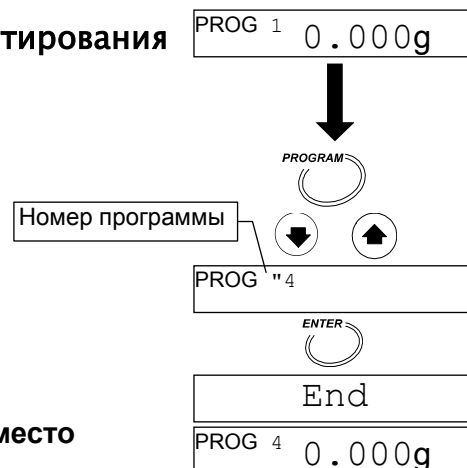 PROG 1 0.000g
тирования
PROGRAM
Номер программы
PROG "4
ENTER
End
место
PROG 4 0.000g